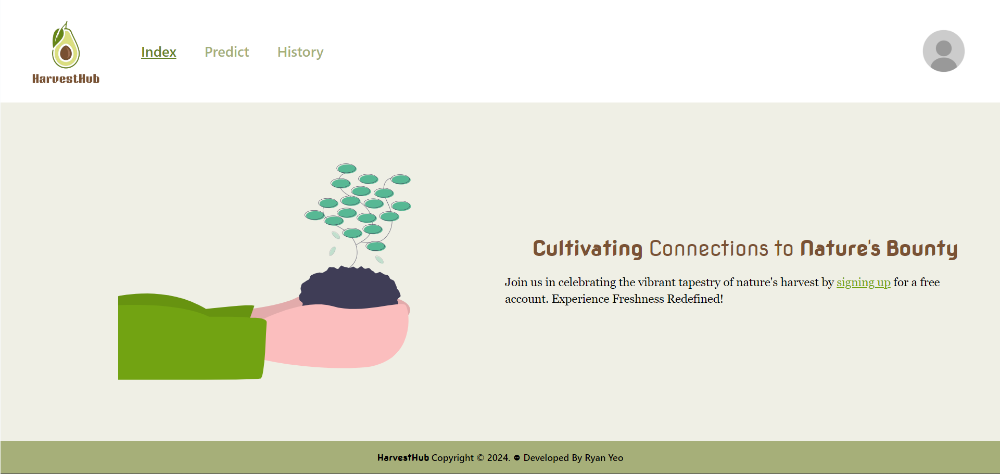 HarvestHub
Index
Predict
History
Cultivating Connections to Nature's Bounty
Join us in celebrating the vibrant tapestry of nature's harvest by signing up for a free
account. Experience Freshness Redefined!
HarvestHub Copyright © 2024. Developed By Ryan Yeo